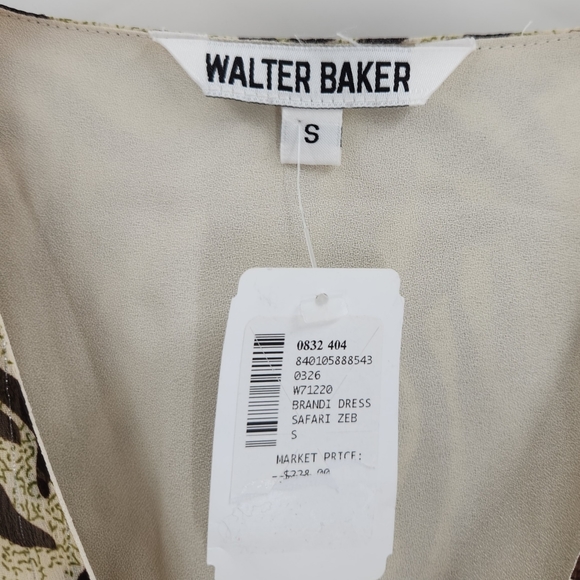 WALTER BAKER
S
0832 404
840105888543
0326
W71220
BRANDI DRESS
SAFARI ZEB
S
MARKET PRICE: